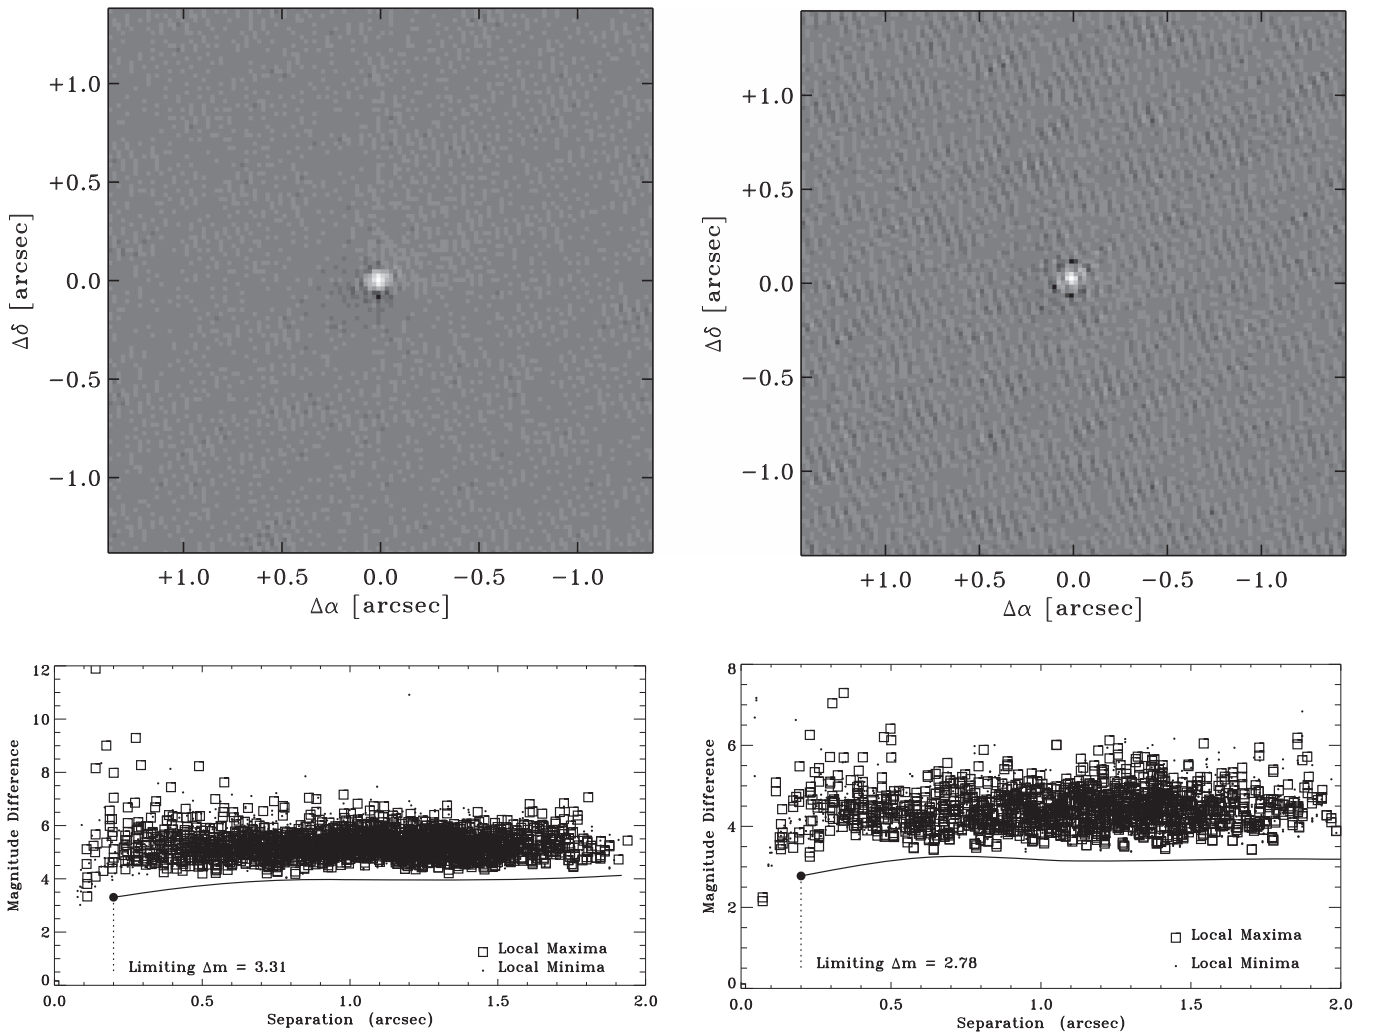 +1.0
+0.5
0.0
−0.5
−1.0
Δδ [arcsec]
+1.0 +0.5 0.0 −0.5 −1.0
Δα [arcsec]
+1.0
+0.5
0.0
−0.5
−1.0
Δδ [arcsec]
+1.0 +0.5 0.0 −0.5 −1.0
Δα [arcsec]
12
10
8
6
4
2
0
Magnitude Difference
Limiting Δm = 3.31
Local Maxima
Local Minima
0.0 0.5 1.0 1.5 2.0
Separation (arcsec)
8
6
4
2
0
Magnitude Difference
Limiting Δm = 2.78
Local Maxima
Local Minima
0.0 0.5 1.0 1.5 2.0
Separation (arcsec)